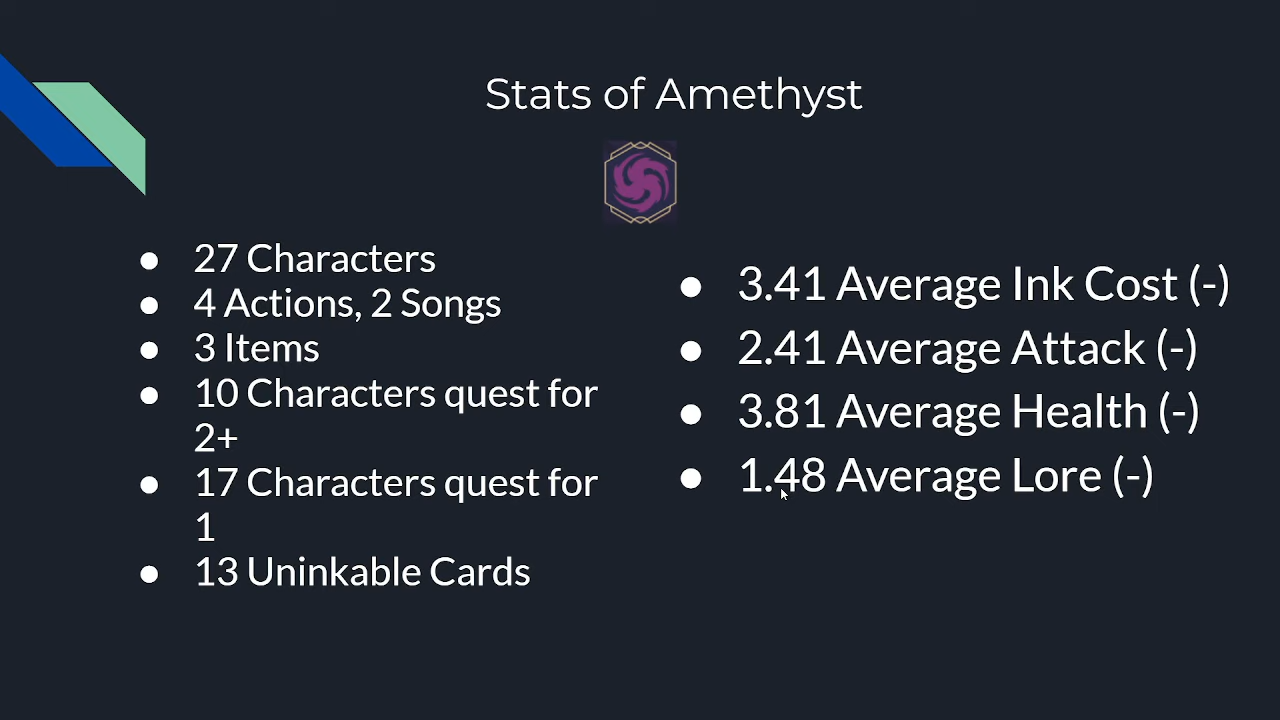 Stats of Amethyst
● 27 Characters
● 4 Actions, 2 Songs
● 3 Items
● 10 Characters quest for
2+
● 17 Characters quest for
1
● 13 Uninkable Cards
● 3.41 Average Ink Cost (-)
● 2.41 Average Attack (-)
● 3.81 Average Health (-)
● 1.48 Average Lore (-)